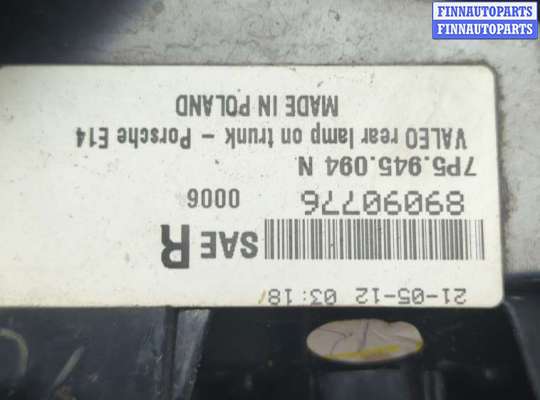 FINNAUTOPARTS
FINNAUTOPARTS
21-05-12 03:18
SAE R
89090776 0006
7P5.945.094 N
VALEO rear lamp on trunk - Porsche E14
MADE IN POLAND